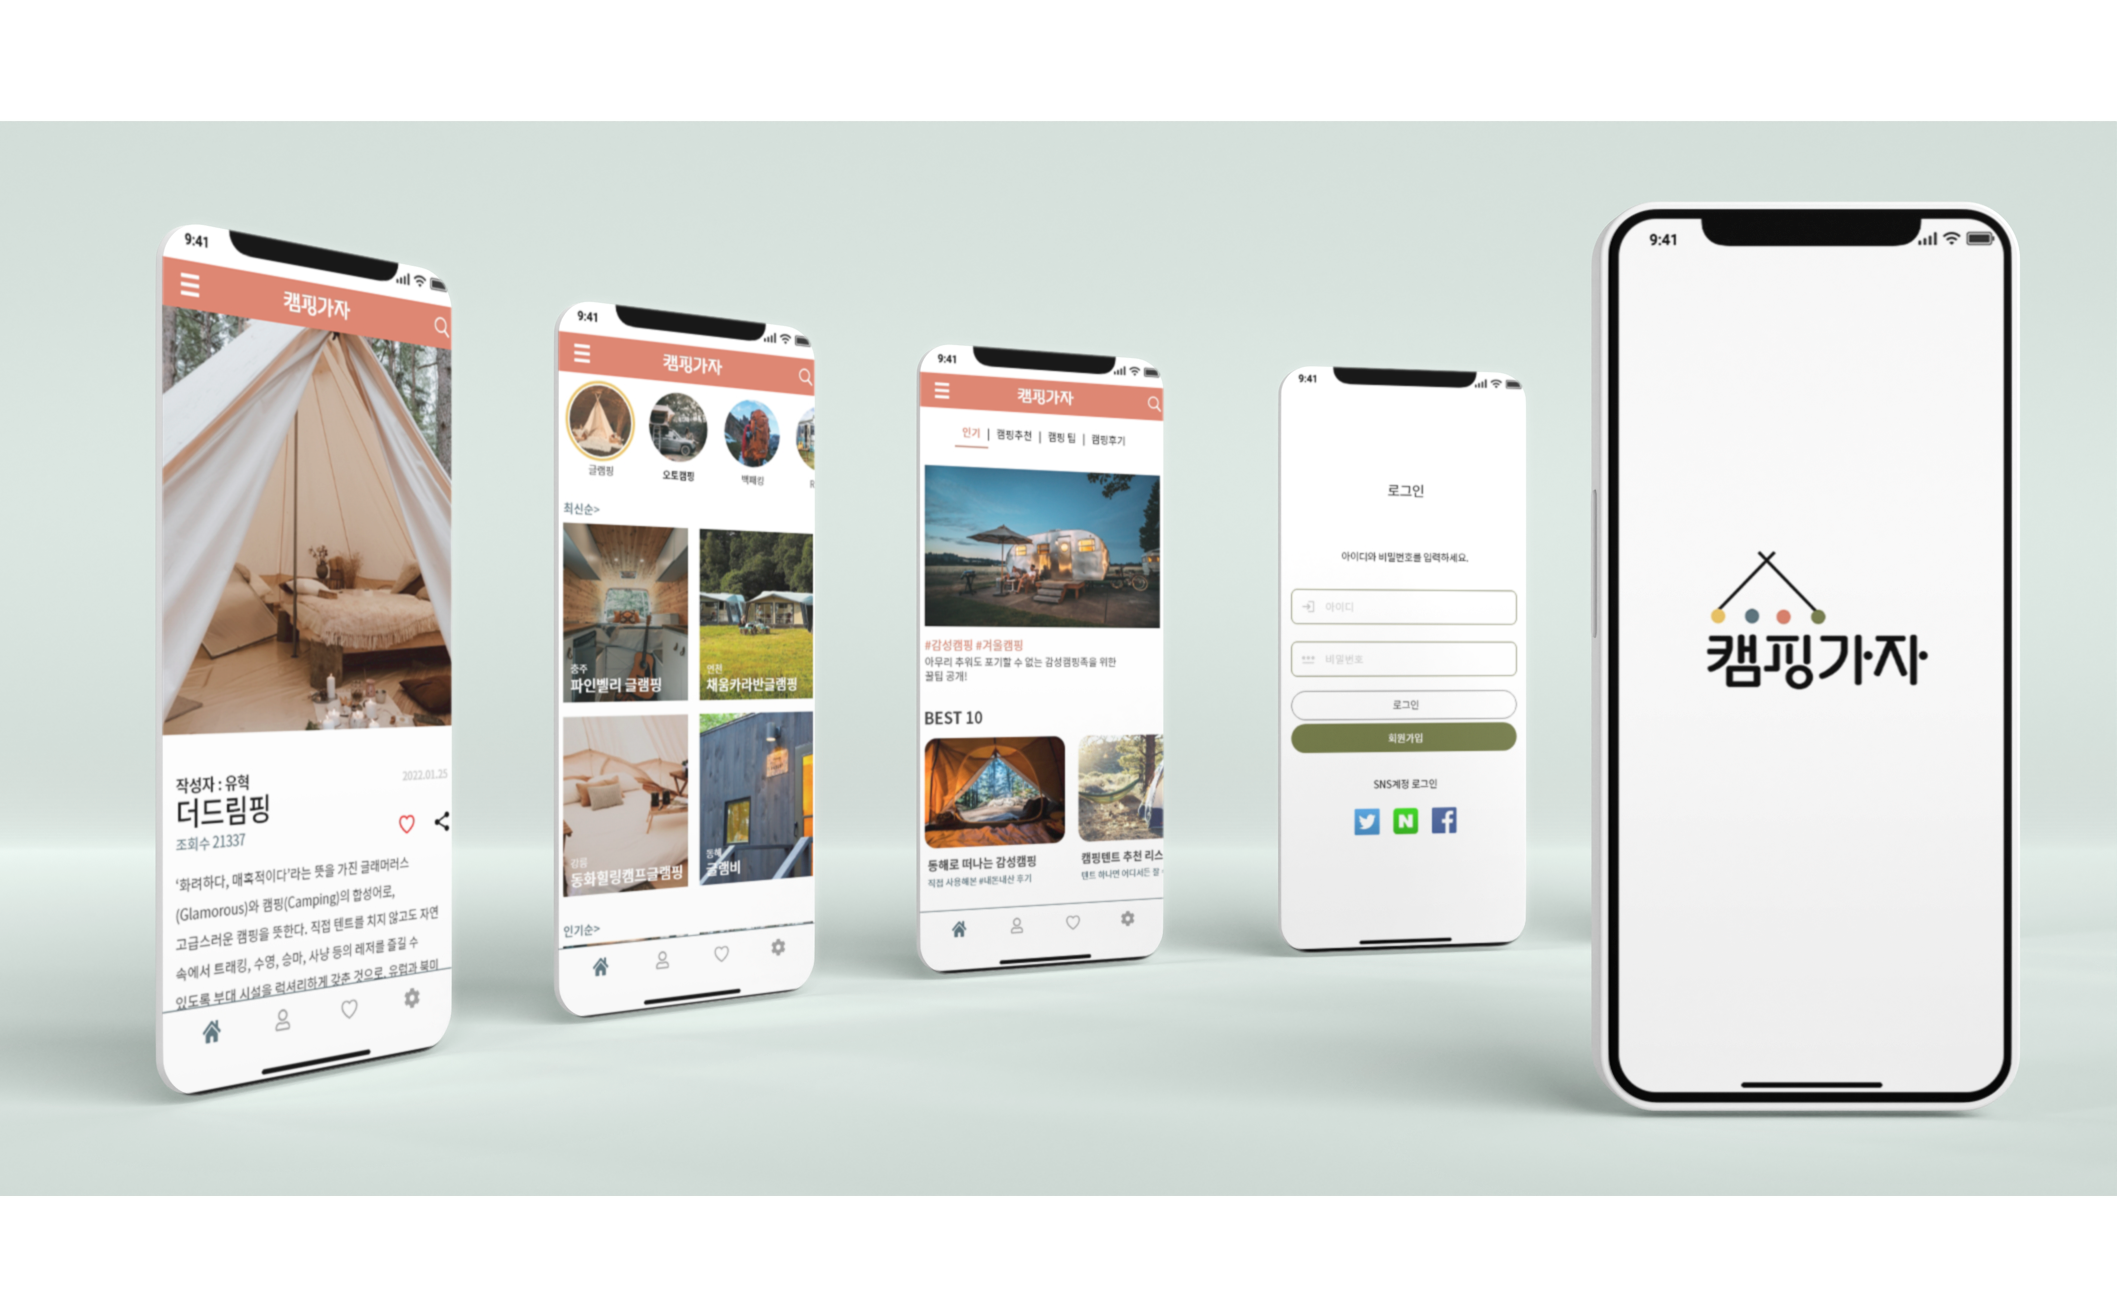 9:41
캠핑가자
작성자 : 유혁
2022.01.25
더드림핑
조회수 21337
‘화려하다, 매혹적이다’라는 뜻을 가진 글래머러스
(Glamorous)와 캠핑(Camping)의 합성어로,
고급스러운 캠핑을 뜻한다. 직접 텐트를 치지 않고도 자연
속에서 트래킹, 수영, 승마, 사냥 등의 레저를 즐길 수
있도록 부대 시설을 럭셔리하게 갖춘 것으로, 유럽과 북미
9:41
캠핑가자
글램핑
오토캠핑
백패킹
최신순>
충주
파인벨리 글램핑
연천
채움카라반글램핑
강릉
동화힐링캠프글램핑
동해
글램비
인기순>
9:41
캠핑가자
인기 | 캠핑추천 | 캠핑 팁 | 캠핑후기
#감성캠핑 #겨울캠핑
아무리 추워도 포기할 수 없는 감성캠핑족을 위한
꿀팁 공개!
BEST 10
동해로 떠나는 감성캠핑
직접 사용해본 #내돈내산 후기
캠핑텐트 추천 리스
텐트 하나면 어디서든 잘
9:41
로그인
아이디와 비밀번호를 입력하세요.
아이디
비밀번호
로그인
회원가입
SNS계정 로그인
N
f
9:41
캠핑가자